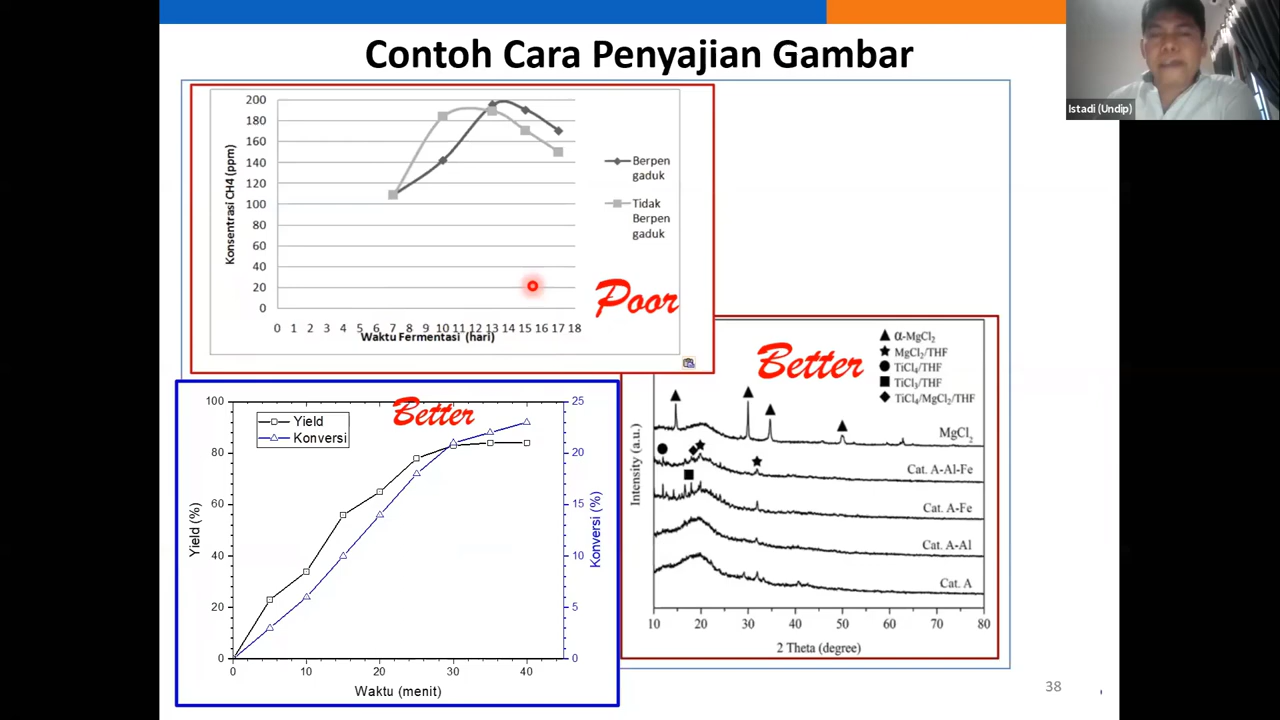 Contoh Cara Penyajian Gambar
Istadi (Undip)
200
180
160
140
120
100
80
60
40
20
0
Konsentrasi CH4 (ppm)
0 1 2 3 4 5 6 7 8 9 10 11 12 13 14 15 16 17 18
Waktu Fermentasi (hari)
Berpen
gaduk
Tidak
Berpen
gaduk
Poor
100
80
60
40
20
0
Yield (%)
Yield
Konversi
Better
25
20
15
10
5
0
Konversi (%)
0 10 20 30 40
Waktu (menit)
Better
α-MgCl2
MgCl2/THF
TiCl4/THF
TiCl3/THF
TiCl4/MgCl2/THF
Intensity (a.u.)
MgCl2
Cat. A-Al-Fe
Cat. A-Fe
Cat. A-Al
Cat. A
10 20 30 40 50 60 70 80
2 Theta (degree)
38